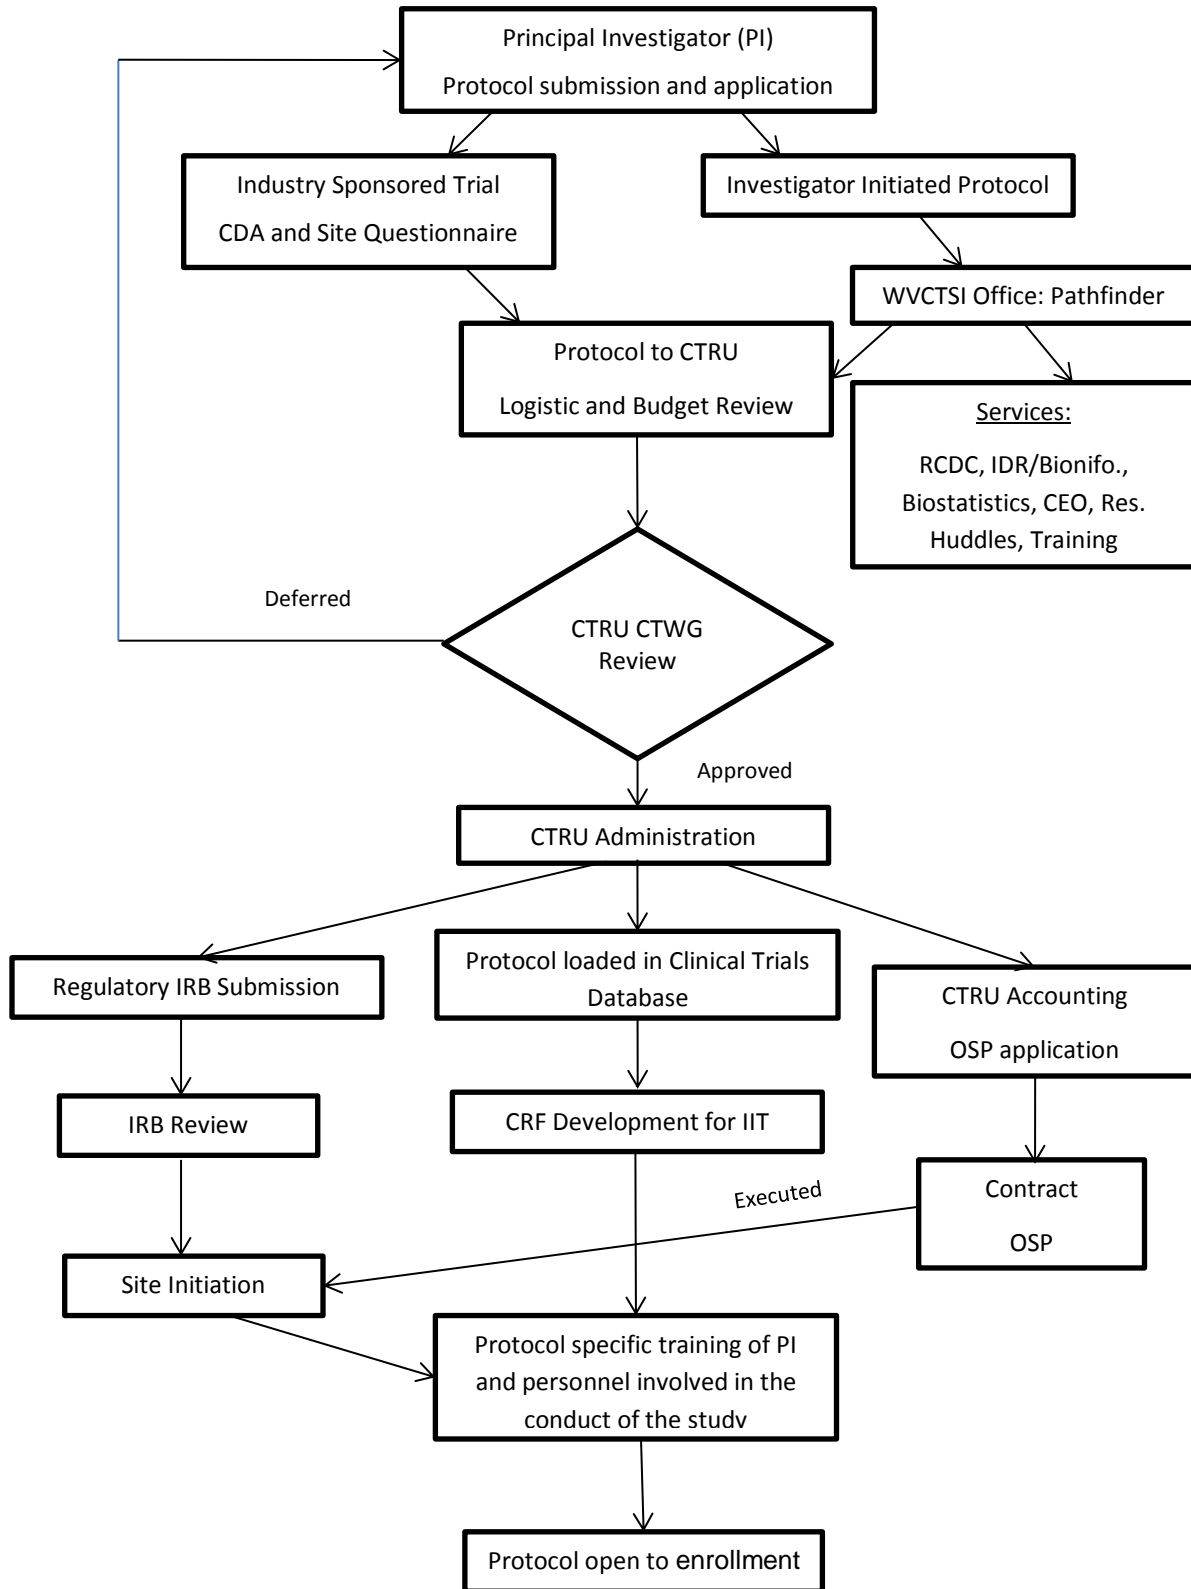 Principal Investigator (PI)
Protocol submission and application
Industry Sponsored Trial
CDA and Site Questionnaire
Investigator Initiated Protocol
WVCTSI Office: Pathfinder
Protocol to CTRU
Logistic and Budget Review
Services:
RCDC, IDR/Bionifo.,
Biostatistics, CEO, Res.
Huddles, Training
Deferred
CTRU CTWG
Review
Approved
CTRU Administration
Regulatory IRB Submission
Protocol loaded in Clinical Trials
Database
CTRU Accounting
OSP application
IRB Review
CRF Development for IIT
Executed
Contract
OSP
Site Initiation
Protocol specific training of PI
and personnel involved in the
conduct of the study
Protocol open to enrollment